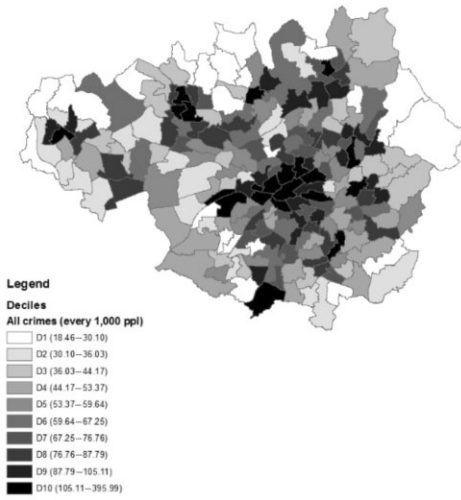 Legend
Deciles
All crimes (every 1,000 ppl)
D1 (18.46—30.10)
D2 (30.10—36.03)
D3 (36.03—44.17)
D4 (44.17—53.37)
D5 (53.37—59.64)
D6 (59.64—67.25)
D7 (67.25—76.76)
D8 (76.76—87.79)
D9 (87.79—105.11)
D10 (105.11—395.99)